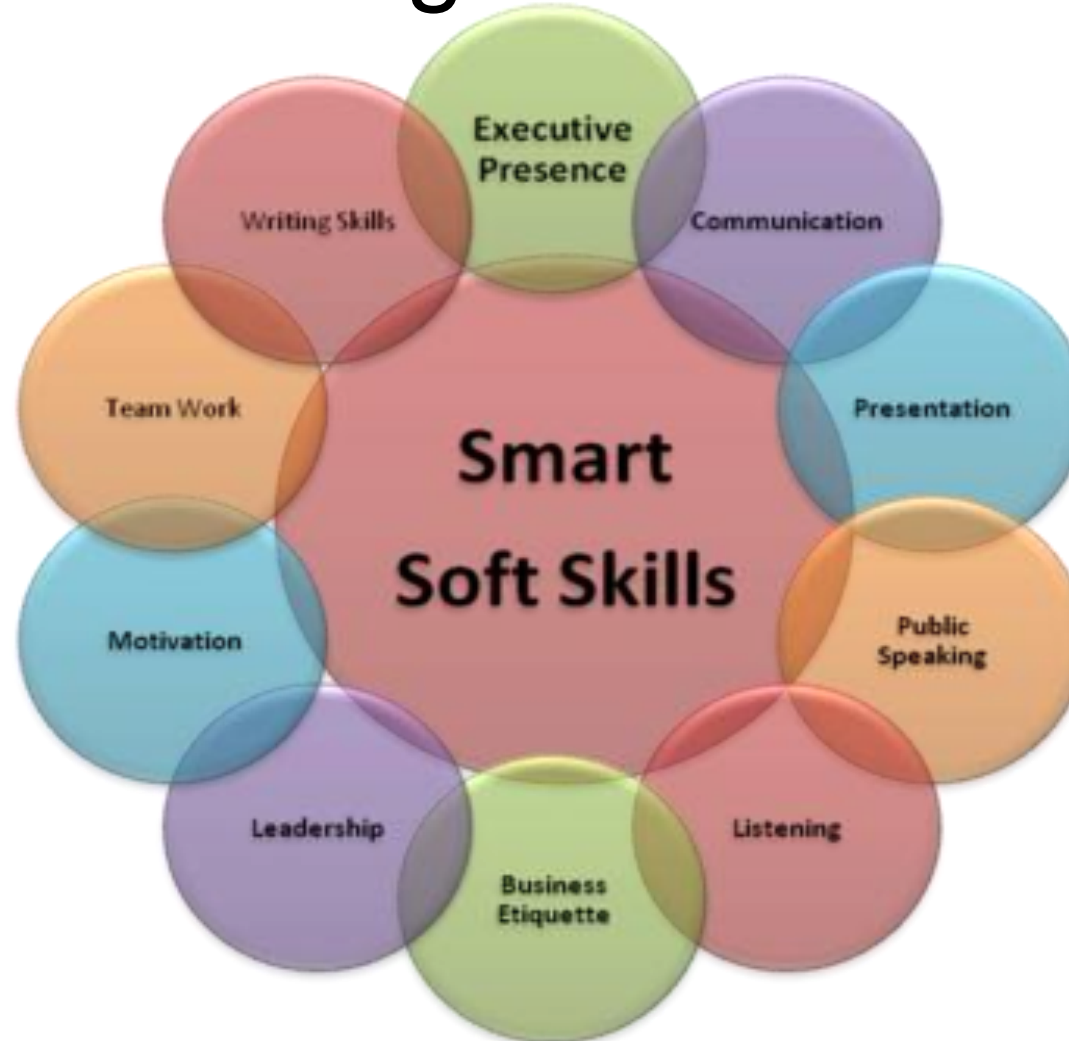 Executive
Presence
Communication
Presentation
Public
Speaking
Listening
Business
Etiquette
Leadership
Motivation
Team Work
Writing Skills
Smart
Soft Skills